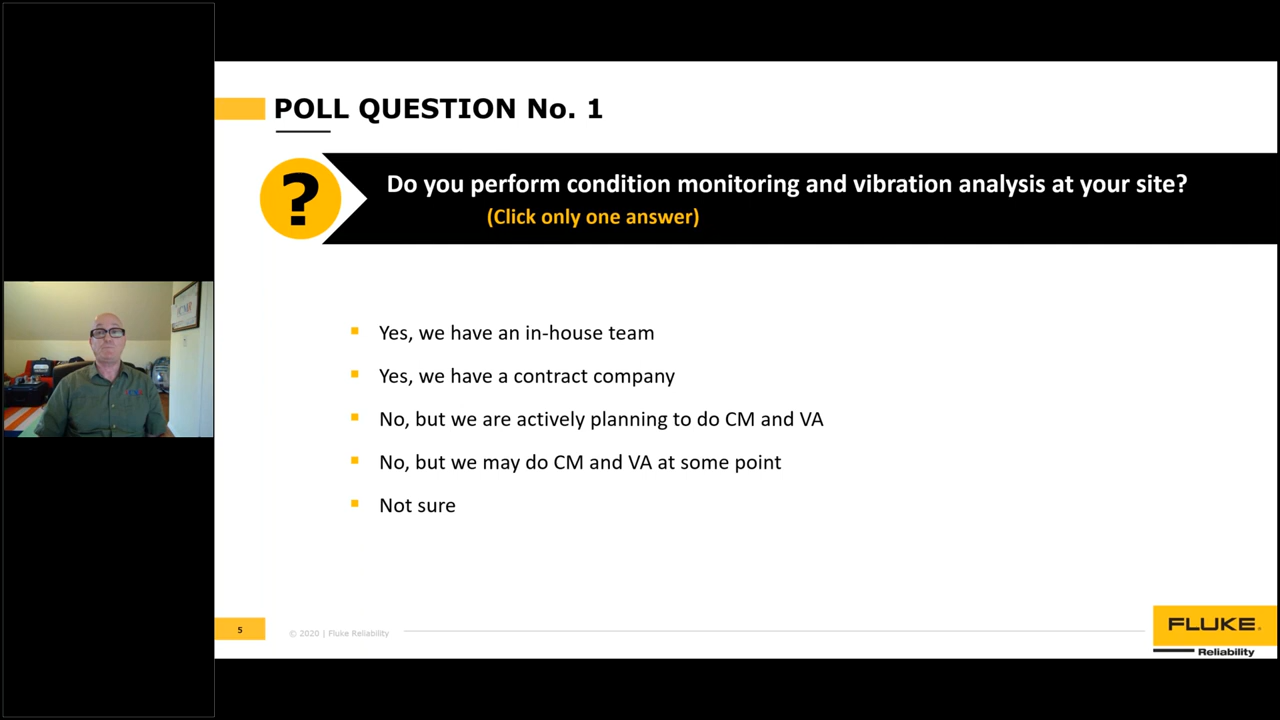 POLL QUESTION No. 1
?
Do you perform condition monitoring and vibration analysis at your site?
(Click only one answer)
Yes, we have an in-house team
Yes, we have a contract company
No, but we are actively planning to do CM and VA
No, but we may do CM and VA at some point
Not sure
5
© 2020 | Fluke Reliability
FLUKE®
Reliability